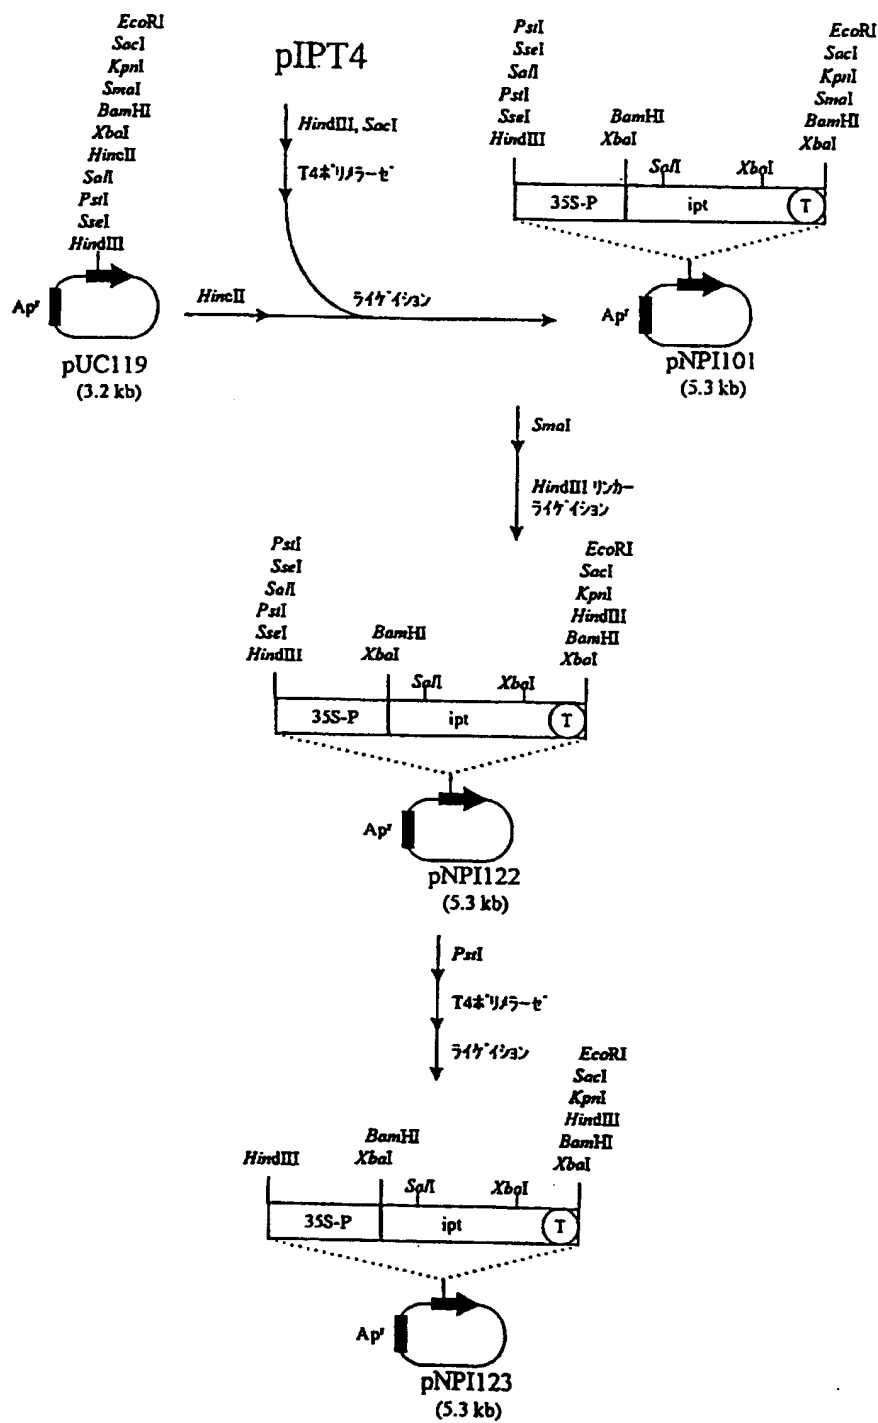 EcoRI
SacI
KpnI
SmaI
BamHI
XbaI
HincII
SalI
PstI
SseI
HindIII
Apʳ
pUC119
(3.2 kb)
pIPT4
HindIII, SacI
T4ポリメラーゼ
HincII
ライゲイション
PstI
SseI
SalI
PstI
SseI
HindIII
BamHI
XbaI
SalI
XbaI
EcoRI
SacI
KpnI
SmaI
BamHI
XbaI
35S-P
ipt
T
Apʳ
pNPI101
(5.3 kb)
SmaI
HindIII リンカー
ライゲイション
PstI
SseI
SalI
PstI
SseI
HindIII
BamHI
XbaI
SalI
XbaI
EcoRI
SacI
KpnI
HindIII
BamHI
XbaI
35S-P
ipt
T
Apʳ
pNPI122
(5.3 kb)
PstI
T4ポリメラーゼ
ライゲイション
HindIII
BamHI
XbaI
SalI
XbaI
EcoRI
SacI
KpnI
HindIII
BamHI
XbaI
35S-P
ipt
T
Apʳ
pNPI123
(5.3 kb)